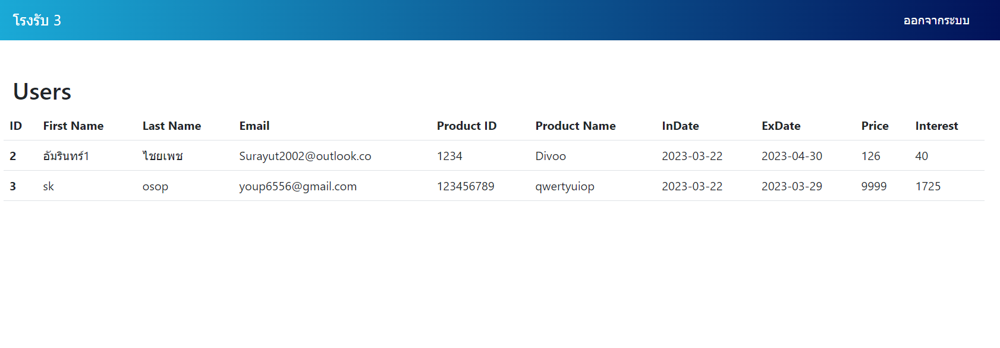 โรงรับ 3 ออกจากระบบ
Users
ID First Name Last Name Email Product ID Product Name InDate ExDate Price Interest
2 อัมรินทร์1 ไชยเพช Surayut2002@outlook.co 1234 Divoo 2023-03-22 2023-04-30 126 40
3 sk osop youp6556@gmail.com 123456789 qwertyuiop 2023-03-22 2023-03-29 9999 1725